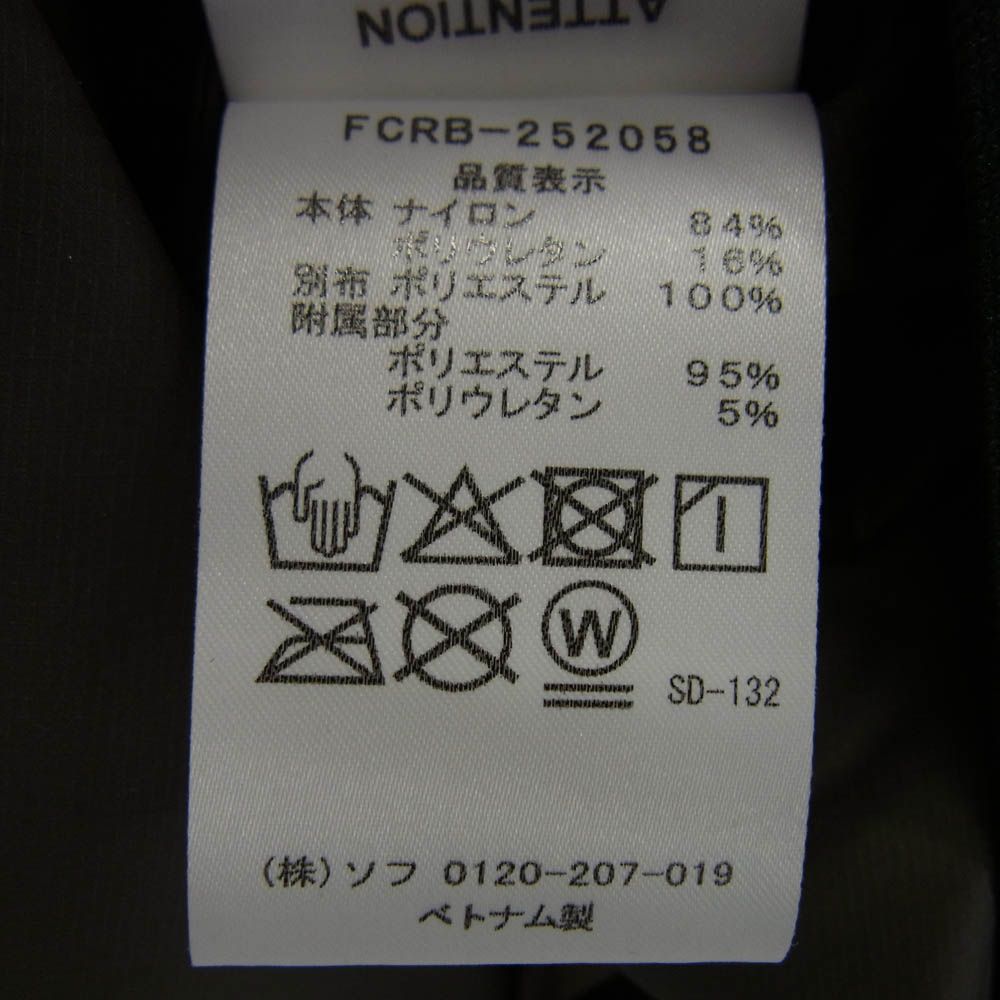 ATTENTION
FCRB-252058
品質表示
本体 ナイロン 84%
ポリウレタン 16%
別布 ポリエステル 100%
附属部分
ポリエステル 95%
ポリウレタン 5%
W
SD-132
(株)ソフ 0120-207-019
ベトナム製